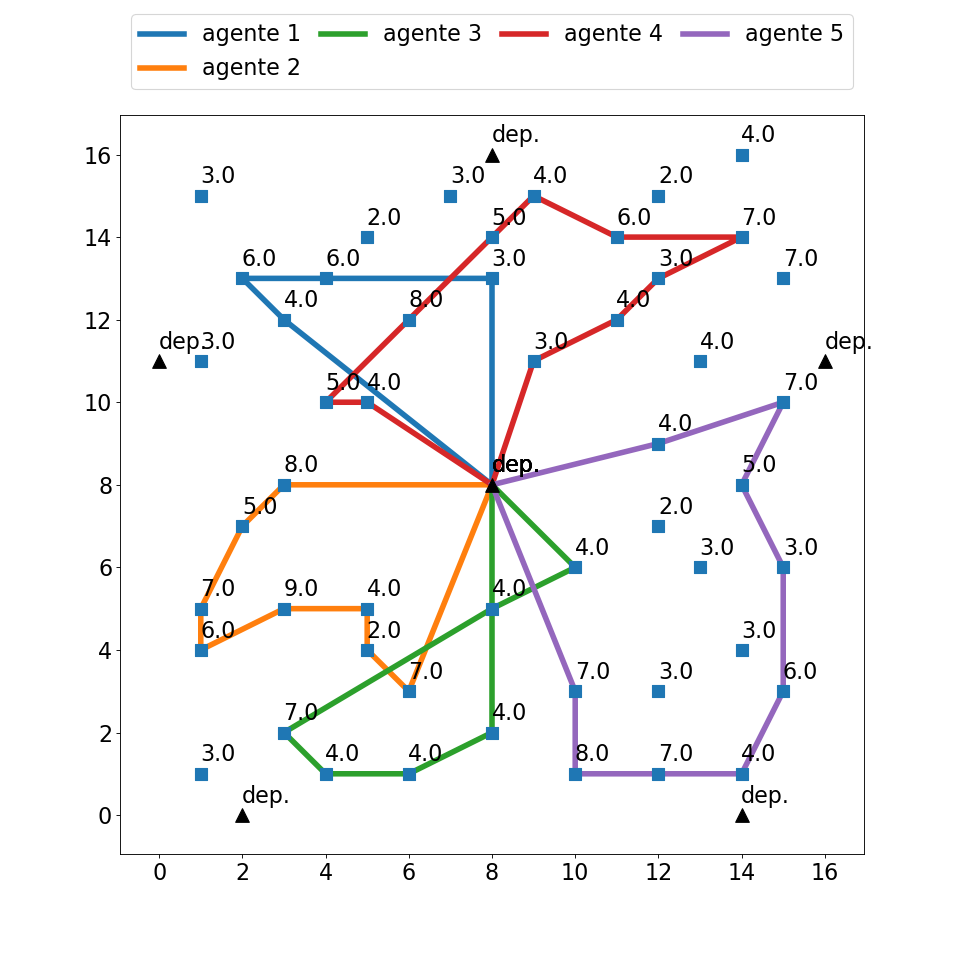 agente 1 agente 3 agente 4 agente 5
agente 2
4.0
dep.
16
3.0 3.0 4.0 2.0
2.0 5.0 6.0 7.0
14
6.0 6.0 3.0 3.0 7.0
4.0 8.0 4.0
12
dep. 3.0 3.0 4.0 dep.
5.0 4.0 7.0
10
4.0
8.0 dep. 5.0
8
5.0 2.0
4.0 3.0 3.0
6
7.0 9.0 4.0 4.0
6.0 2.0 3.0
4
7.0 7.0 3.0 6.0
7.0 4.0
2
3.0 4.0 4.0 8.0 7.0 4.0
dep. dep.
0
0 2 4 6 8 10 12 14 16